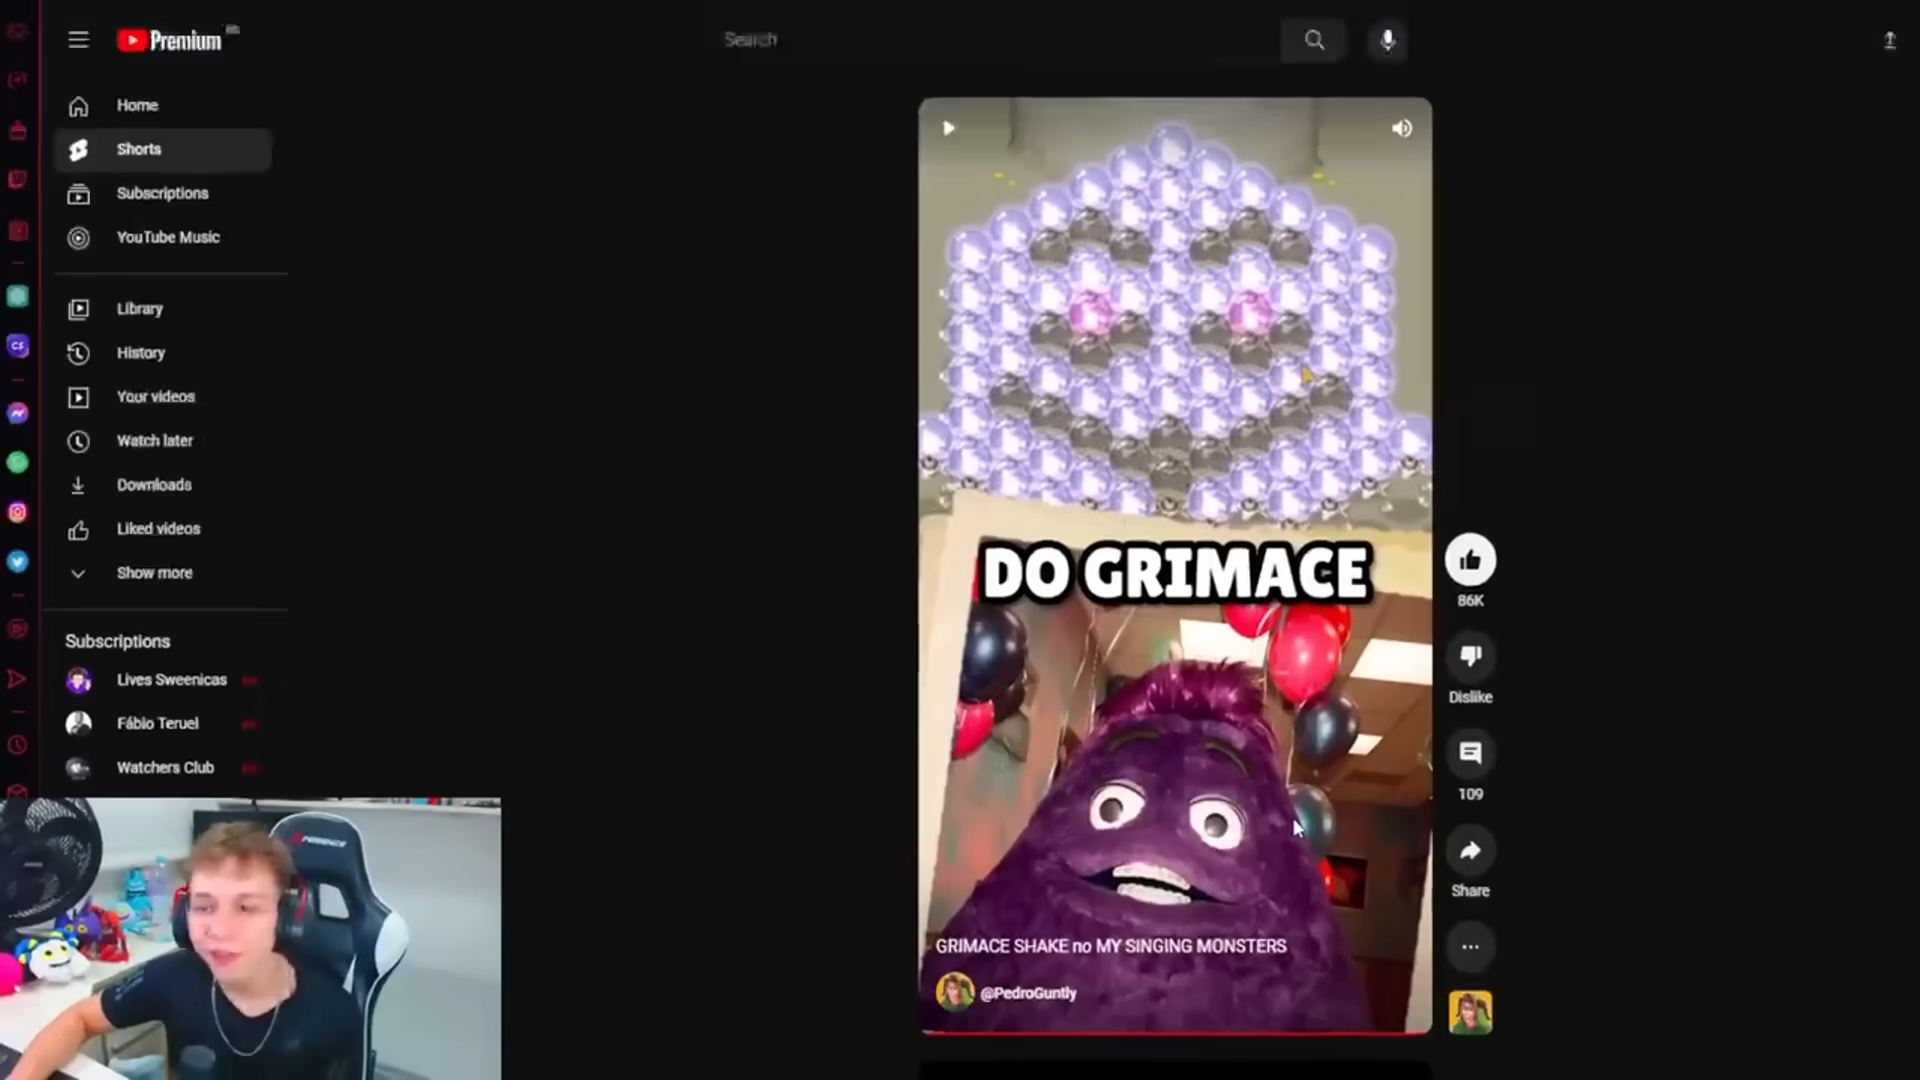 Premium
Search
Home
Shorts
Subscriptions
YouTube Music
Library
History
Your videos
Watch later
Downloads
Liked videos
Show more
Subscriptions
Lives Sweenicas
Fábio Teruel
Watchers Club
DO GRIMACE
86K
Dislike
109
Share
GRIMACE SHAKE no MY SINGING MONSTERS
@PedroGuntly
CS